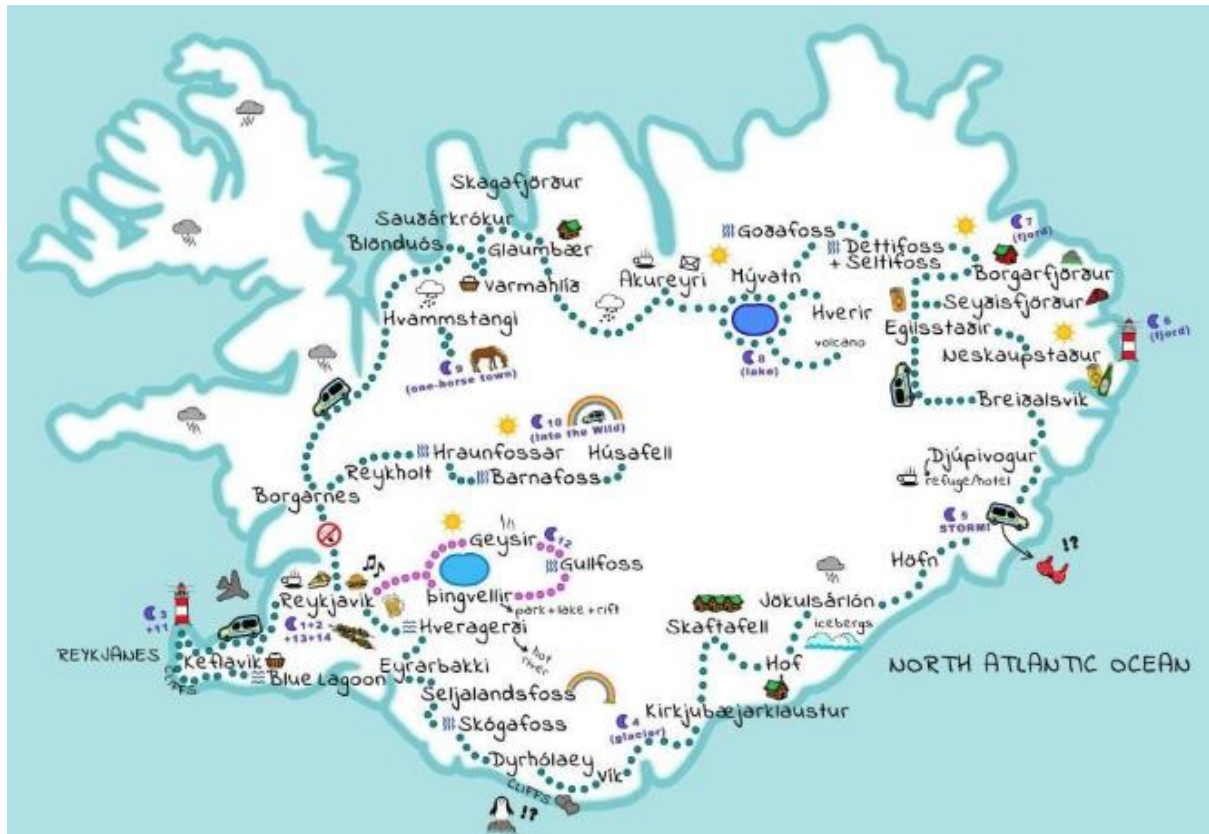 Skagafjörður
Sauðárkrókur
Blönduós
Glaumbær
Varmahlíð
Akureyri
Mývatn
Goðafoss
Dettifoss
+ Selfifoss
7
(fjord)
Borgarfjörður
Seyðisfjörður
Egilsstaðir
Neskaupstaður
6
(fjord)
Hverir
volcano
8
(lake)
Hvammstangi
9
(one-horse town)
Breiðalsvik
10
(Into the Wild)
Hraunfossar
Húsafell
Reykholt
Barnafoss
Borgarnes
Djúpivogur
refuge/hotel
5
STORM!
!?
Höfn
Geysir
12
Gullfoss
Þingvellir
park + lake + rift
Jökulsárlón
icebergs
Skaftafell
Hof
Reykjavik
1+2
+13+14
Hveragerði
hot
river
3
+11
REYKJANES
Keflavik
CLIFFS
Blue Lagoon
Eyrarbakki
Seljalandsfoss
Skógafoss
4
(glacier)
Kirkjubæjarklaustur
Dyrhólaey
Vík
CLIFFS
!?
NORTH ATLANTIC OCEAN